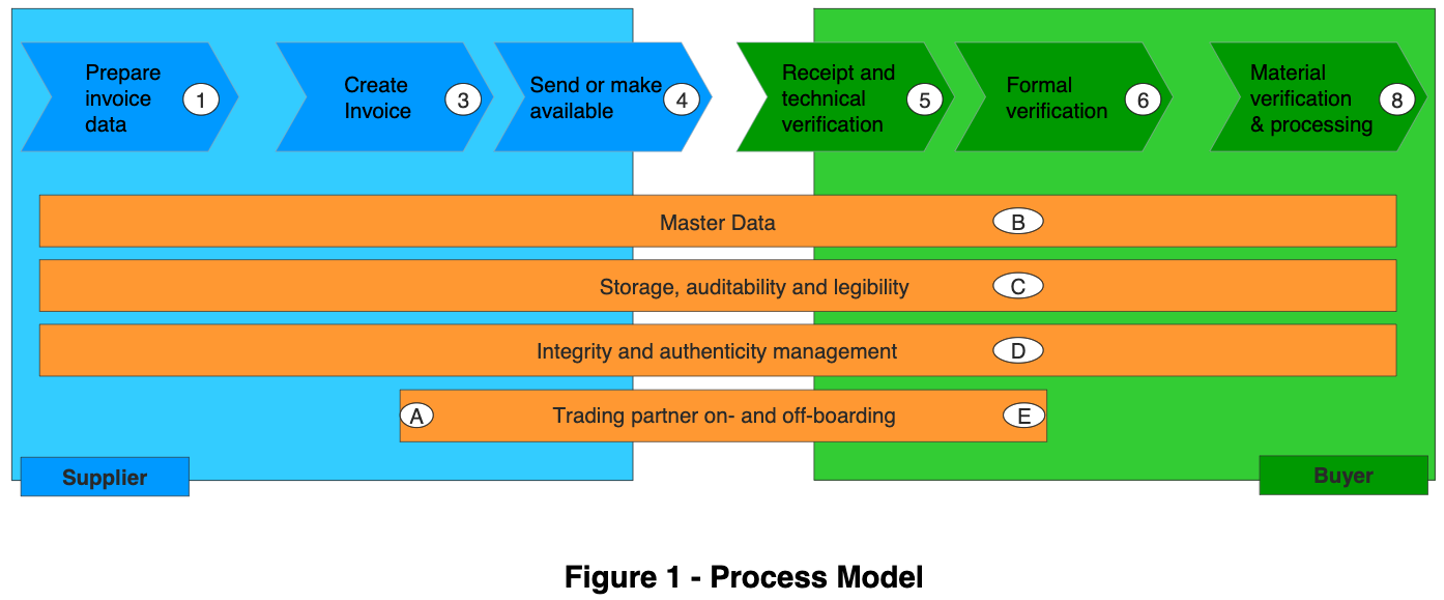 Prepare
invoice
data
1
Create
Invoice
3
Send or make
available
4
Receipt and
technical
verification
5
Formal
verification
6
Material
verification
& processing
8
Master Data
B
Storage, auditability and legibility
C
Integrity and authenticity management
D
A
Trading partner on- and off-boarding
E
Supplier
Buyer
Figure 1 - Process Model